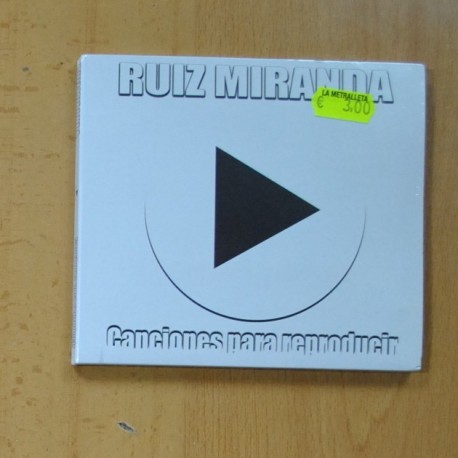 RUIZ MIRANDA
LA METRALLETA
€ 3.00
Canciones para reproducir